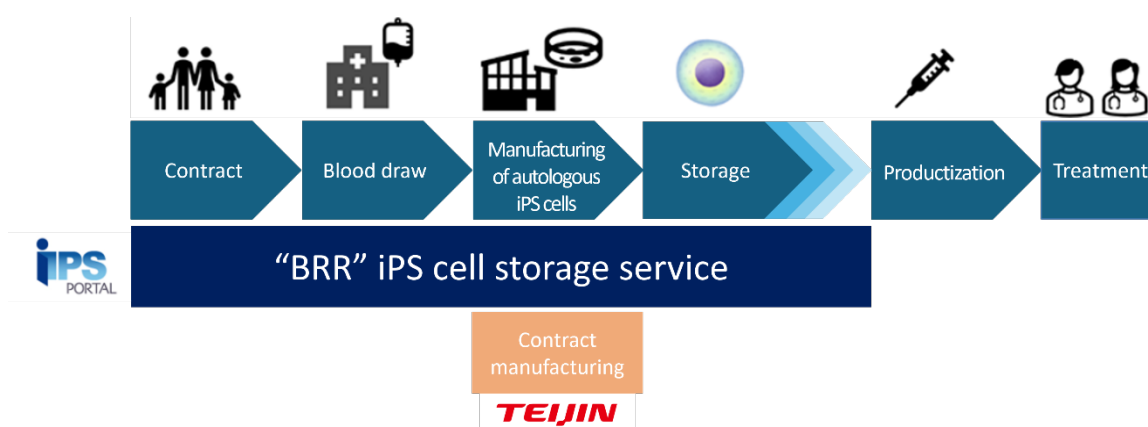 Contract
Blood draw
Manufacturing
of autologous
iPS cells
Storage
Productization
Treatment
iPS
PORTAL
“BRR” iPS cell storage service
Contract
manufacturing
TEIJIN